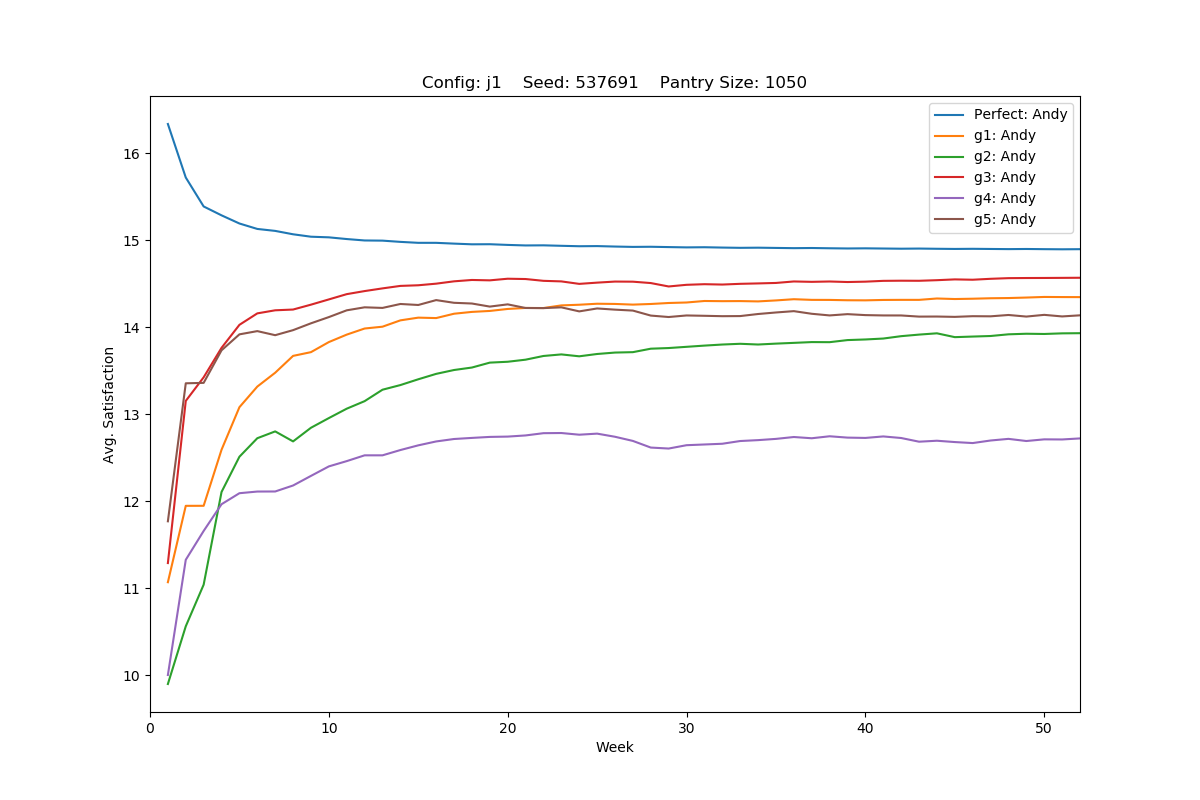 Config: j1    Seed: 537691    Pantry Size: 1050
Perfect: Andy
g1: Andy
g2: Andy
g3: Andy
g4: Andy
g5: Andy
Avg. Satisfaction
16
15
14
13
12
11
10
0 10 20 30 40 50
Week